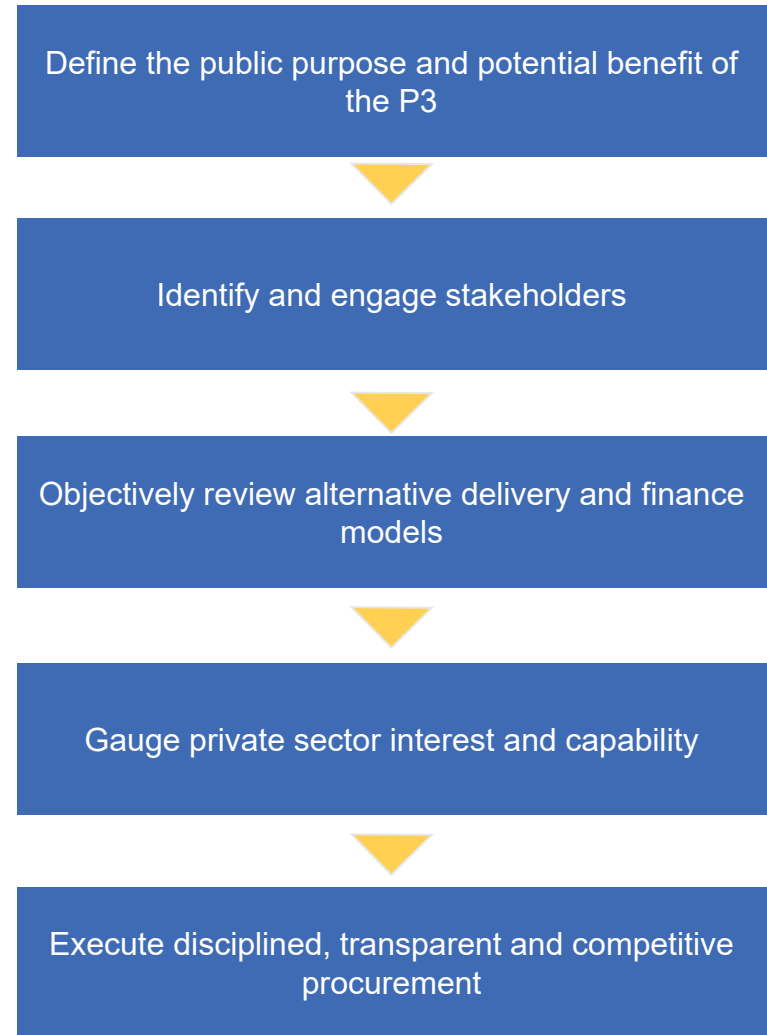 Define the public purpose and potential benefit of
the P3
Identify and engage stakeholders
Objectively review alternative delivery and finance
models
Gauge private sector interest and capability
Execute disciplined, transparent and competitive
procurement